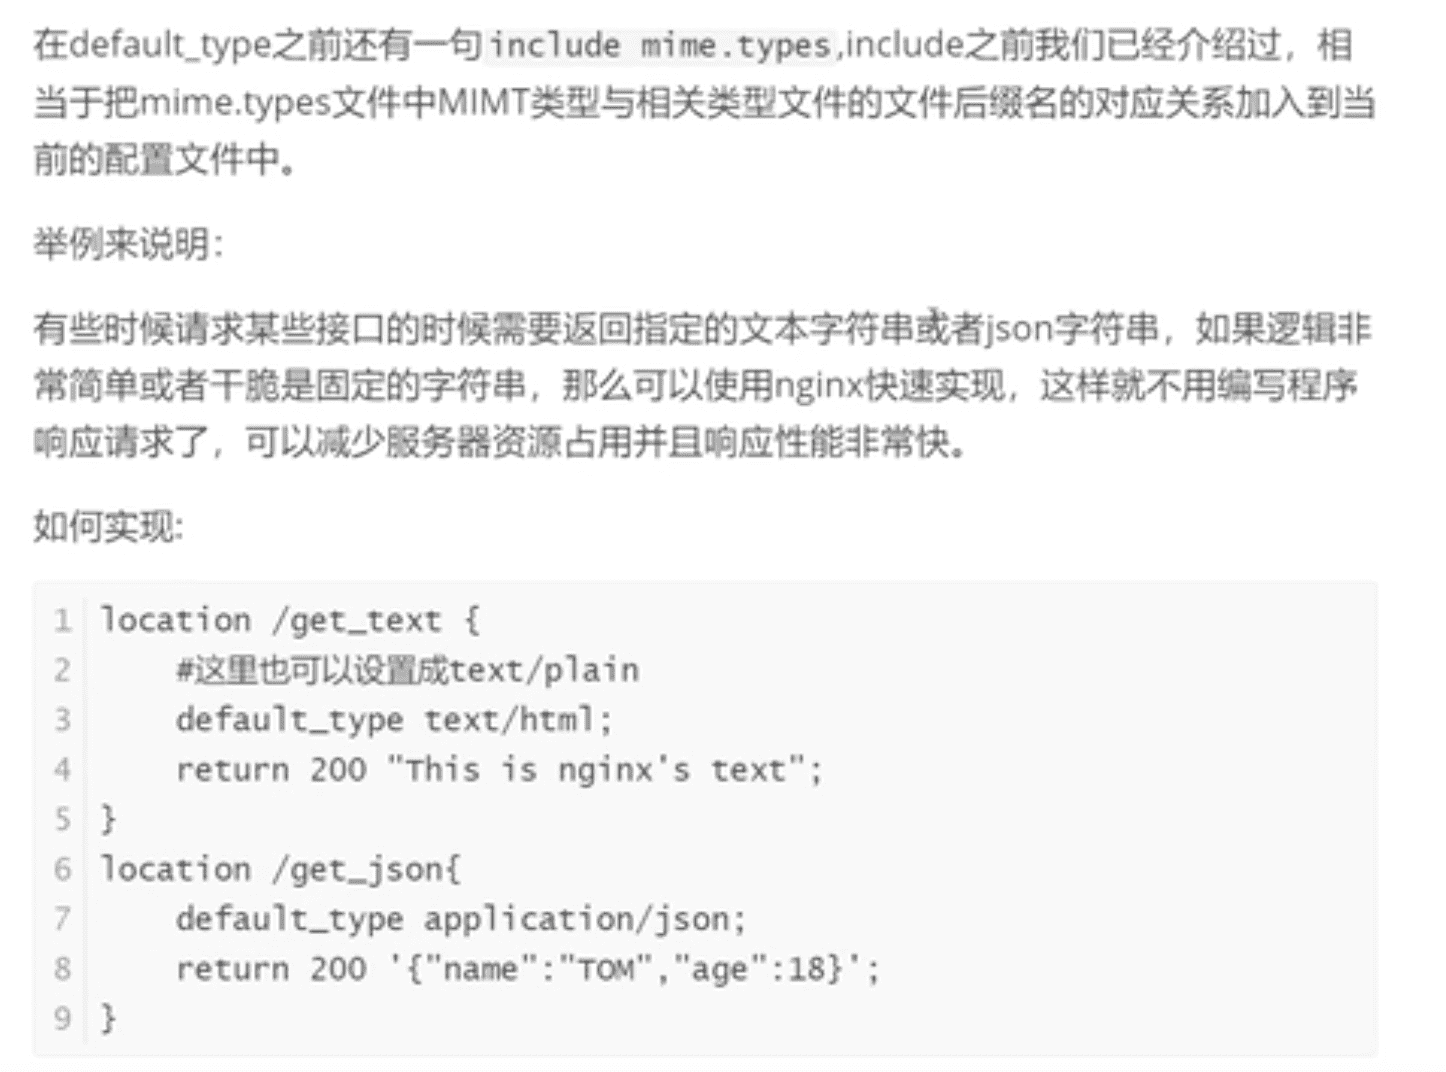 在default_type之前还有一句include mime.types,include之前我们已经介绍过，相
当于把mime.types文件中MIMT类型与相关类型文件的文件后缀名的对应关系加入到当
前的配置文件中。
举例来说明：
有些时候请求某些接口的时候需要返回指定的文本字符串或者json字符串，如果逻辑非
常简单或者干脆是固定的字符串，那么可以使用nginx快速实现，这样就不用编写程序
响应请求了，可以减少服务器资源占用并且响应性能非常快。
如何实现:
1 location /get_text {
2     #这里也可以设置成text/plain
3     default_type text/html;
4     return 200 "This is nginx's text";
5 }
6 location /get_json{
7     default_type application/json;
8     return 200 '{"name":"TOM","age":18}';
9 }